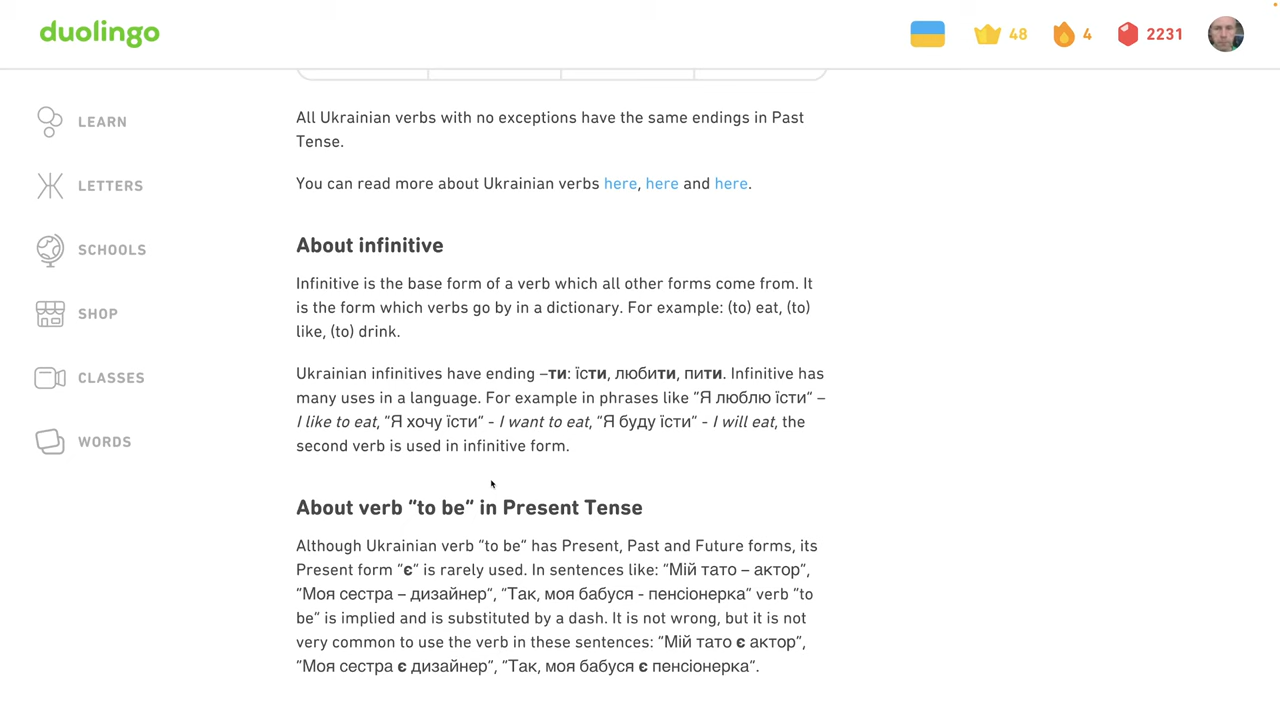 duolingo
48
4
2231
LEARN
LETTERS
SCHOOLS
SHOP
CLASSES
WORDS
All Ukrainian verbs with no exceptions have the same endings in Past
Tense.
You can read more about Ukrainian verbs here, here and here.
About infinitive
Infinitive is the base form of a verb which all other forms come from. It
is the form which verbs go by in a dictionary. For example: (to) eat, (to)
like, (to) drink.
Ukrainian infinitives have ending –ти: їсти, любити, пити. Infinitive has
many uses in a language. For example in phrases like "Я люблю їсти" –
I like to eat, "Я хочу їсти" - I want to eat, "Я буду їсти" - I will eat, the
second verb is used in infinitive form.
About verb "to be" in Present Tense
Although Ukrainian verb "to be" has Present, Past and Future forms, its
Present form "є" is rarely used. In sentences like: "Мій тато – актор",
"Моя сестра – дизайнер", "Так, моя бабуся - пенсіонерка" verb "to
be" is implied and is substituted by a dash. It is not wrong, but it is not
very common to use the verb in these sentences: "Мій тато є актор",
"Моя сестра є дизайнер", "Так, моя бабуся є пенсіонерка".